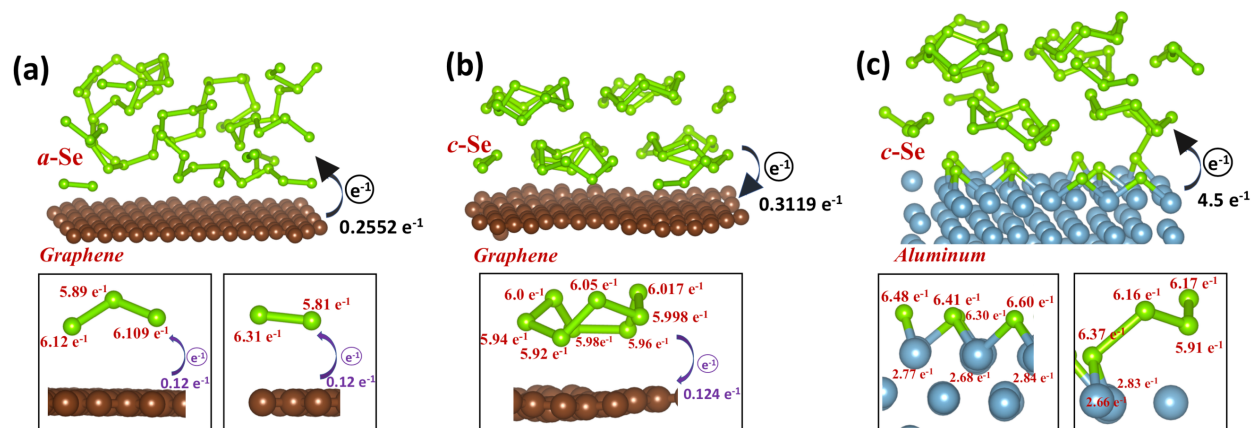 (a)
a-Se
e⁻¹
0.2552 e⁻¹
Graphene
5.89 e⁻¹
6.12 e⁻¹
6.109 e⁻¹
e⁻¹
0.12 e⁻¹
5.81 e⁻¹
6.31 e⁻¹
e⁻¹
0.12 e⁻¹
(b)
c-Se
e⁻¹
0.3119 e⁻¹
Graphene
6.0 e⁻¹
6.05 e⁻¹
6.017 e⁻¹
5.998 e⁻¹
5.94 e⁻¹
5.92 e⁻¹
5.98 e⁻¹
5.96 e⁻¹
e⁻¹
0.124 e⁻¹
(c)
c-Se
e⁻¹
4.5 e⁻¹
Aluminum
6.48 e⁻¹
6.41 e⁻¹
6.30 e⁻¹
6.60 e⁻¹
2.77 e⁻¹
2.68 e⁻¹
2.84 e⁻¹
6.17 e⁻¹
6.16 e⁻¹
6.37 e⁻¹
5.91 e⁻¹
2.83 e⁻¹
2.66 e⁻¹